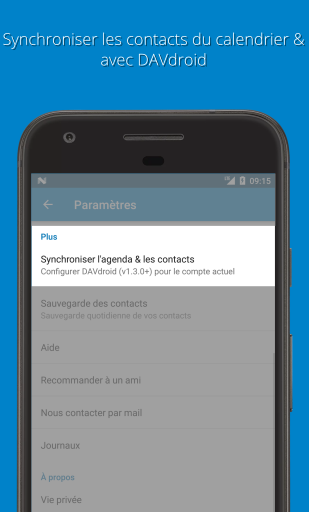 Synchroniser les contacts du calendrier &
avec DAVdroid
09:15
Paramètres
Plus
Synchroniser l'agenda & les contacts
Configurer DAVdroid (v1.3.0+) pour le compte actuel
Sauvegarde des contacts
Sauvegarde quotidienne de vos contacts
Aide
Recommander à un ami
Nous contacter par mail
Journaux
À propos
Vie privée